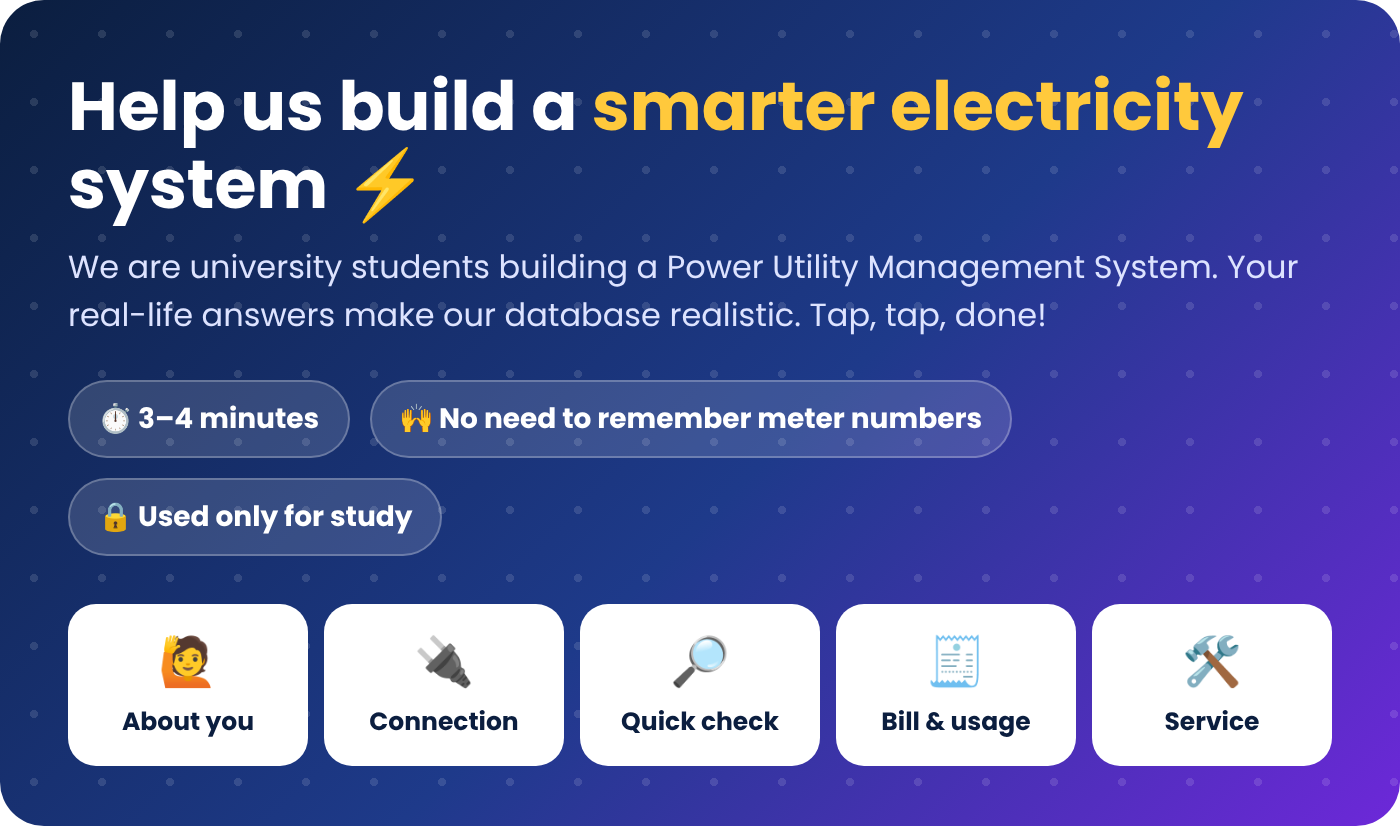 Help us build a smarter electricity
system ⚡
We are university students building a Power Utility Management System. Your
real-life answers make our database realistic. Tap, tap, done!
⏱️ 3–4 minutes
🙌 No need to remember meter numbers
🔒 Used only for study
About you
Connection
Quick check
Bill & usage
Service